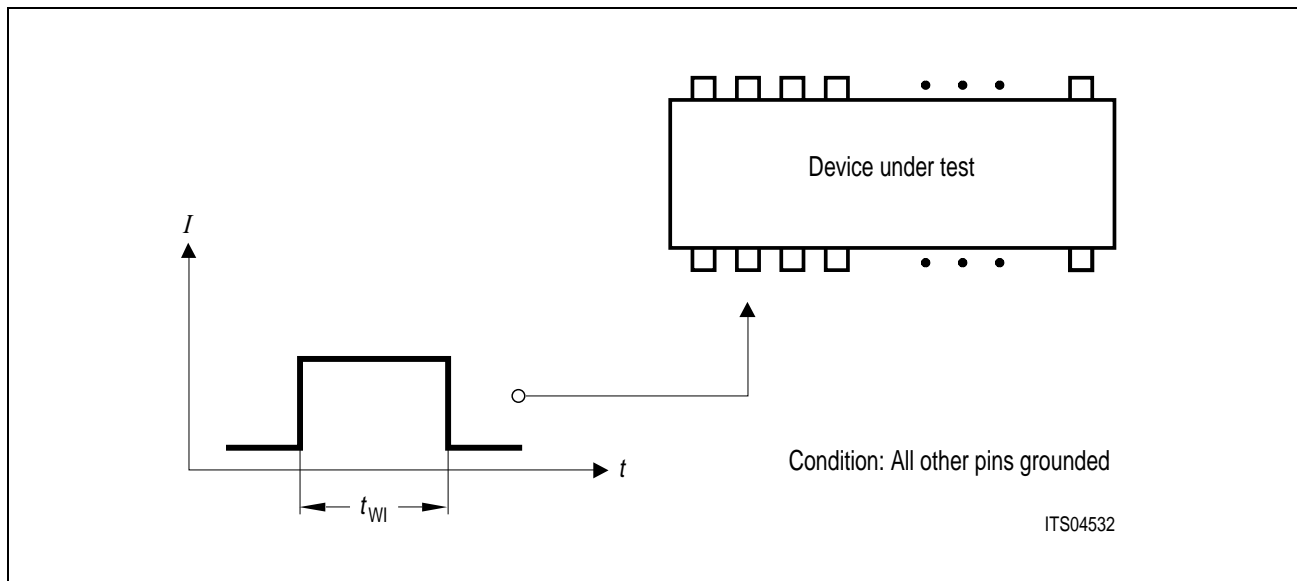 Device under test
I
t
Condition: All other pins grounded
tWI
ITS04532